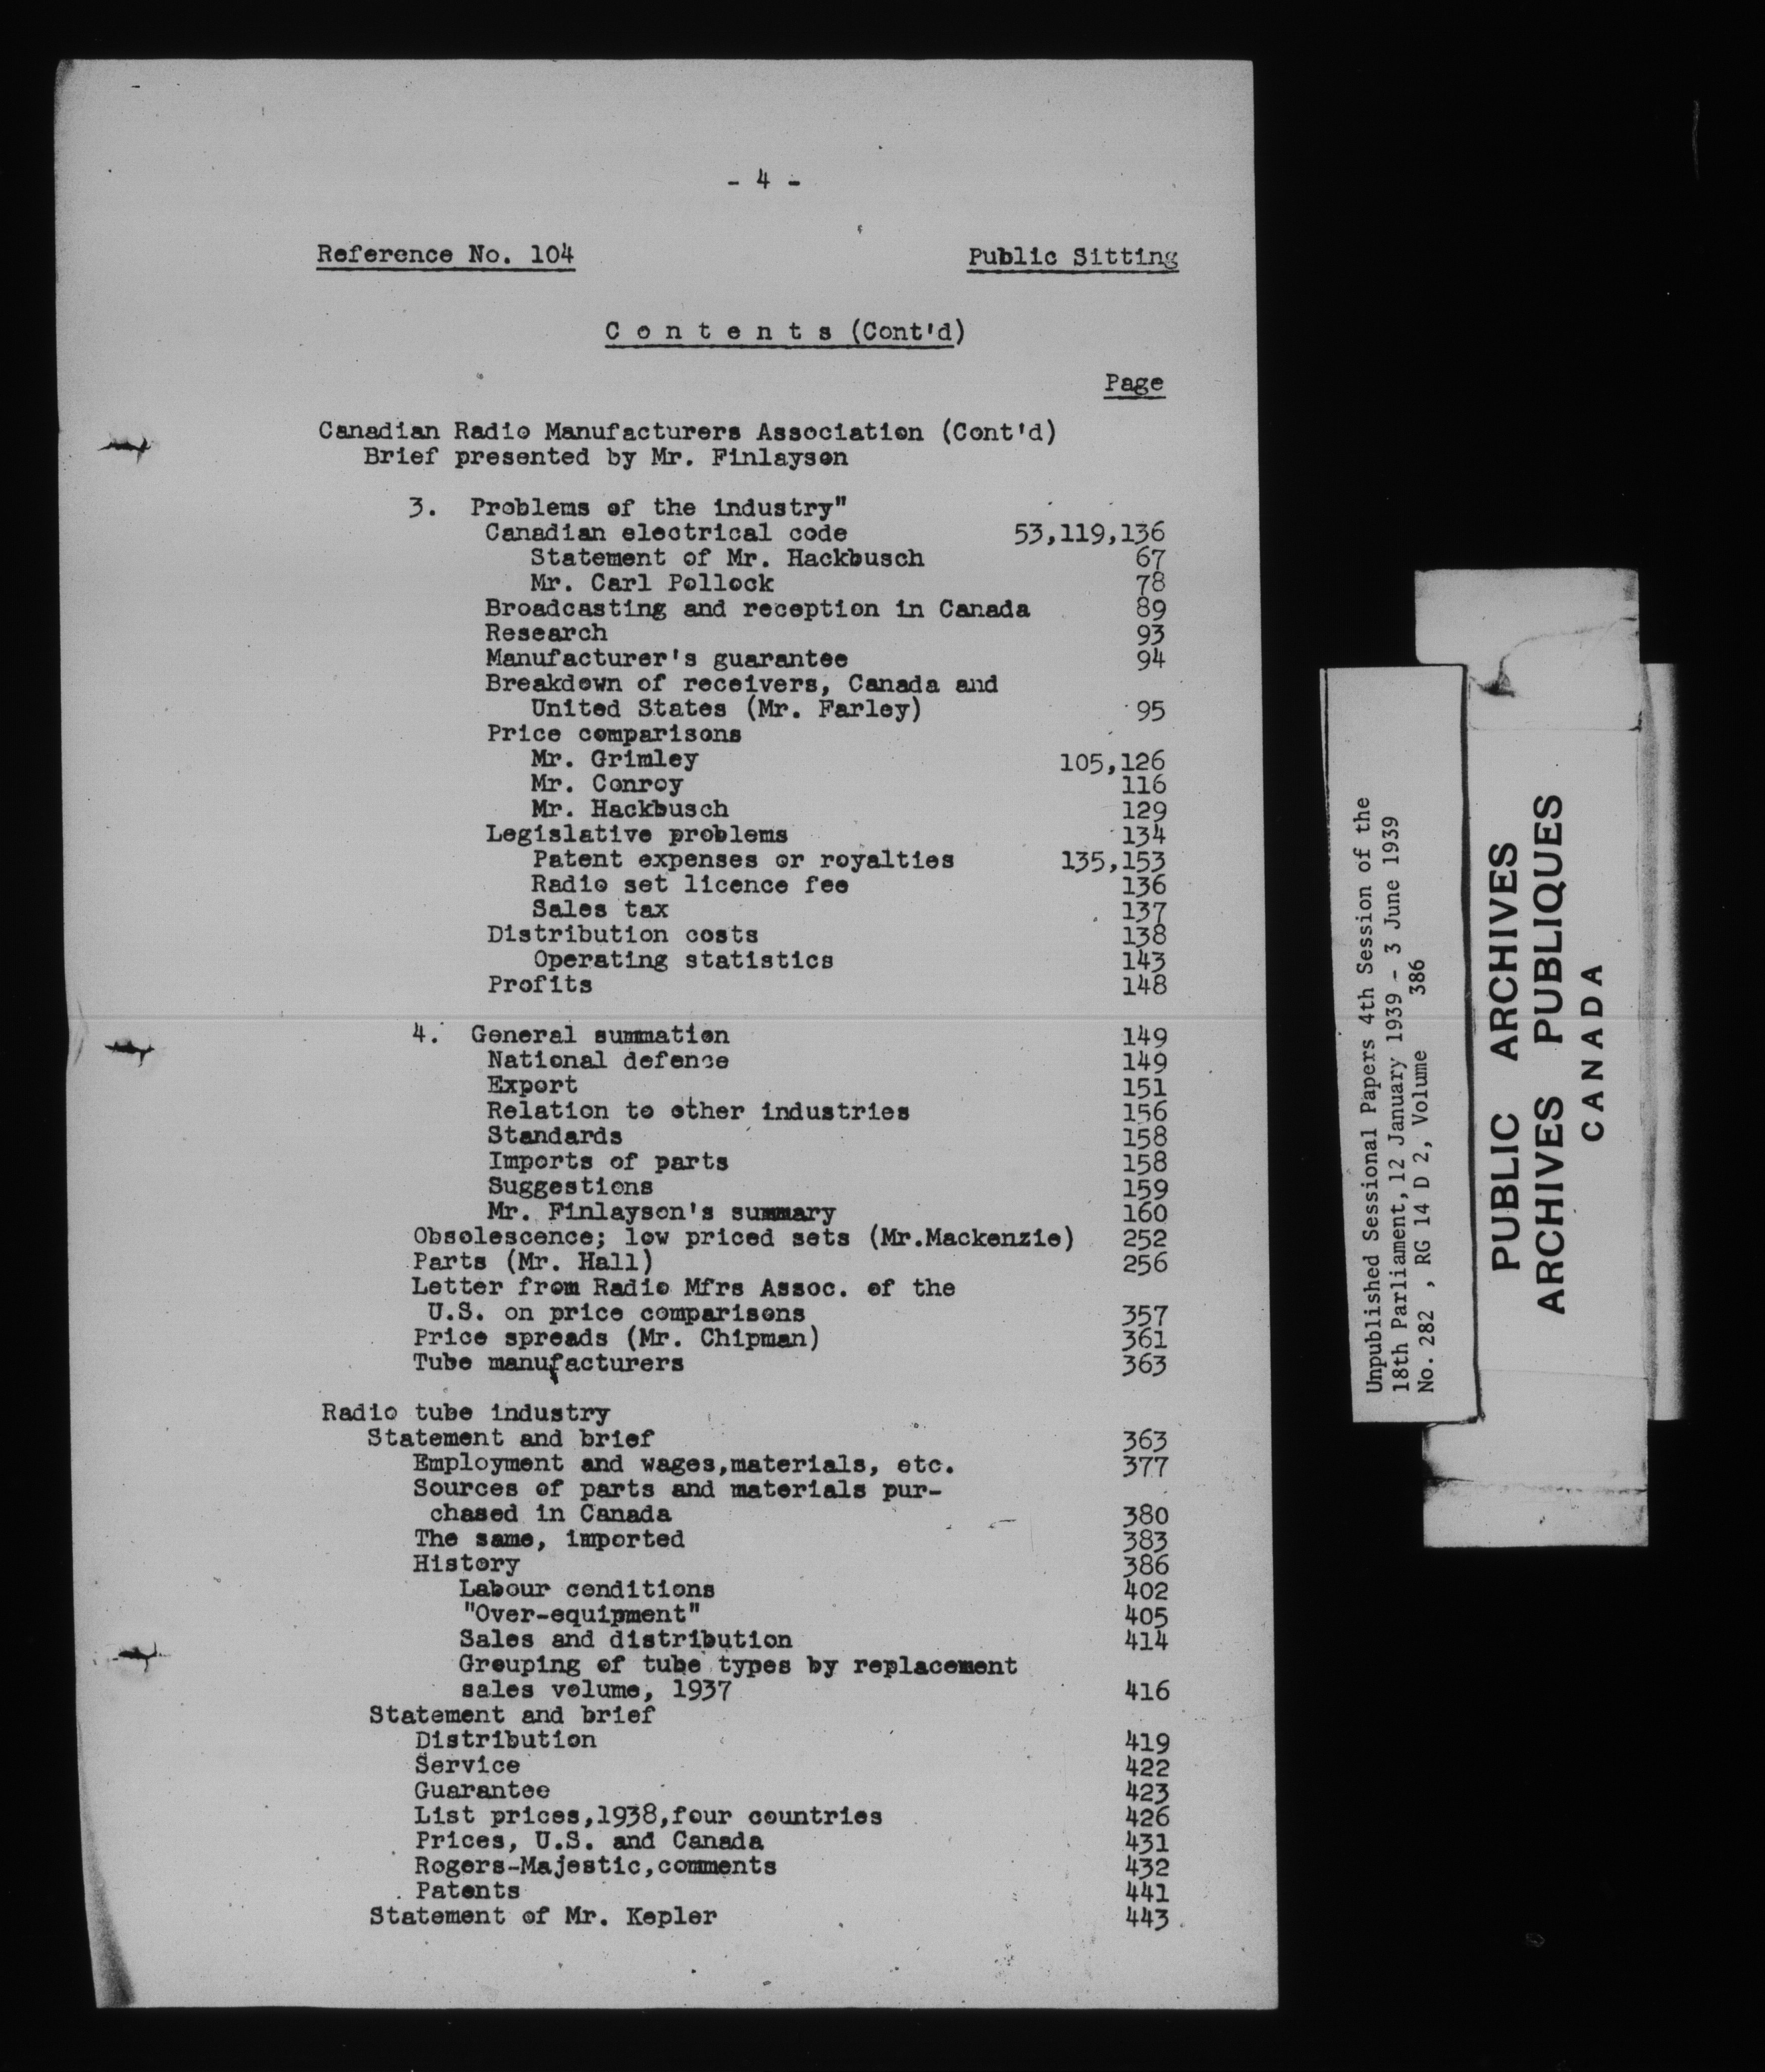 - 4 -
Reference No. 104 Public Sitting
C o n t e n t s (Cont'd)
Page
Canadian Radio Manufacturers Association (Cont'd)
Brief presented by Mr. Finlayson
3. Problems of the industry"
Canadian electrical code 53,119,136
Statement of Mr. Hackbusch 67
Mr. Carl Pollock 78
Broadcasting and reception in Canada 89
Research 93
Manufacturer's guarantee 94
Breakdown of receivers, Canada and
United States (Mr. Farley) 95
Price comparisons
Mr. Grimley 105,126
Mr. Conroy 116
Mr. Hackbusch 129
Legislative problems 134
Patent expenses or royalties 135,153
Radio set licence fee 136
Sales tax 137
Distribution costs 138
Operating statistics 143
Profits 148
4. General summation 149
National defence 149
Export 151
Relation to other industries 156
Standards 158
Imports of parts 158
Suggestions 159
Mr. Finlayson's summary 160
Obsolescence; low priced sets (Mr.Mackenzie) 252
Parts (Mr. Hall) 256
Letter from Radio Mfrs Assoc. of the
U.S. on price comparisons 357
Price spreads (Mr. Chipman) 361
Tube manufacturers 363
Radio tube industry
Statement and brief 363
Employment and wages,materials, etc. 377
Sources of parts and materials pur-
chased in Canada 380
The same, imported 383
History 386
Labour conditions 402
"Over-equipment" 405
Sales and distribution 414
Grouping of tube types by replacement
sales volume, 1937 416
Statement and brief
Distribution 419
Service 422
Guarantee 423
List prices,1938,four countries 426
Prices, U.S. and Canada 431
Rogers-Majestic,comments 432
Patents 441
Statement of Mr. Kepler 443
Unpublished Sessional Papers 4th Session of the
18th Parliament,12 January 1939 - 3 June 1939
No. 282 , RG 14 D 2, Volume 386
PUBLIC ARCHIVES
ARCHIVES PUBLIQUES
CANADA